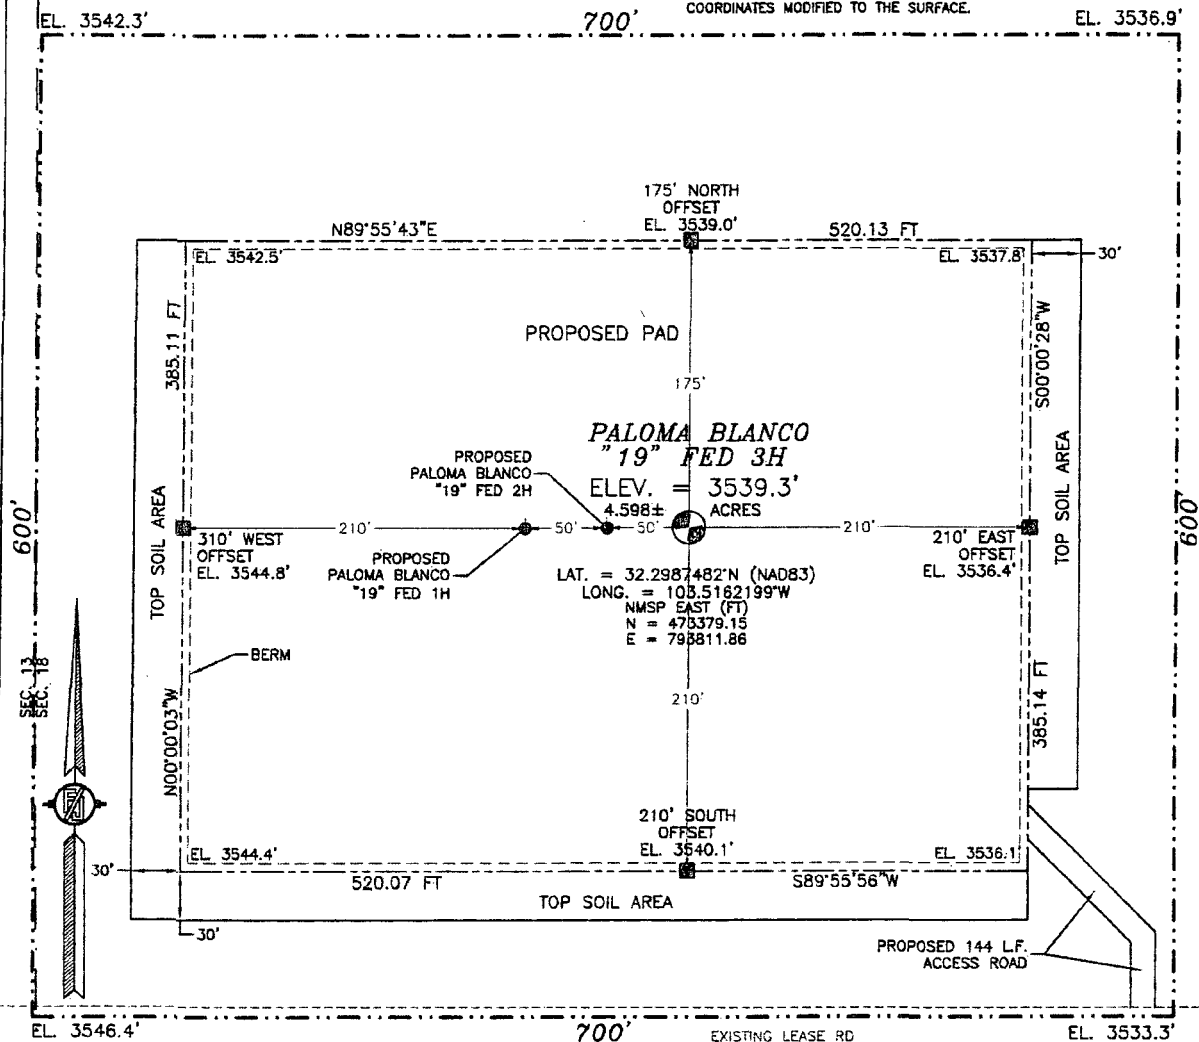 COORDINATES MODIFIED TO THE SURFACE.
EL. 3542.3'
700'
EL. 3536.9'
175' NORTH
OFFSET
EL. 3539.0'
N89°55'43"E
520.13 FT
EL. 3542.5'
EL. 3537.8'
30'
385.11 FT
S00°00'28"W
PROPOSED PAD
175'
PALOMA BLANCO
"19" FED 3H
ELEV. = 3539.3'
4.598± ACRES
PROPOSED
PALOMA BLANCO
"19" FED 2H
TOP SOIL AREA
TOP SOIL AREA
600'
600'
210'
50'
50'
210'
310' WEST
OFFSET
EL. 3544.8'
PROPOSED
PALOMA BLANCO
"19" FED 1H
210' EAST
OFFSET
EL. 3536.4'
LAT. = 32.2987482°N (NAD83)
LONG. = 103.5162199°W
NMSP EAST (FT)
N = 473379.15
E = 793811.86
BERM
SEC. 13
SEC. 18
N00°00'03"W
210'
385.14 FT
210' SOUTH
OFFSET
EL. 3540.1'
EL. 3544.4'
EL. 3536.1
30'
520.07 FT
S89°55'56"W
TOP SOIL AREA
30'
PROPOSED 144 L.F.
ACCESS ROAD
EL. 3546.4'
700'
EXISTING LEASE RD
EL. 3533.3'